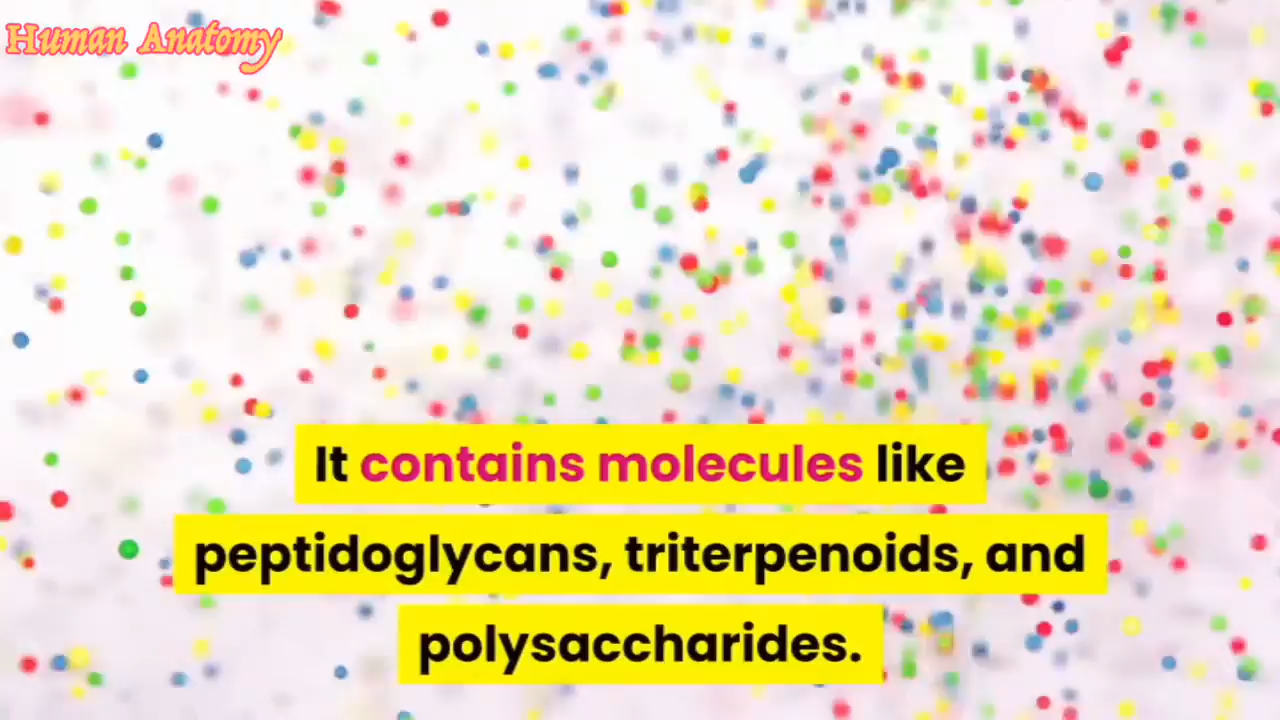 Human Anatomy
It contains molecules like
peptidoglycans, triterpenoids, and
polysaccharides.